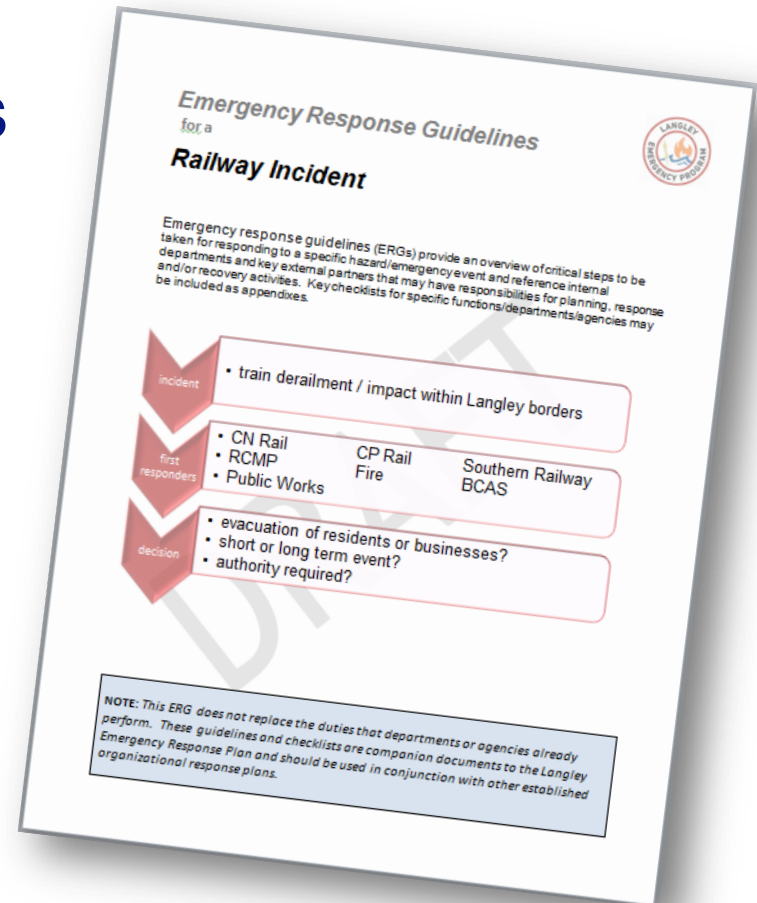 s
Emergency Response Guidelines
for a
Railway Incident
LANGLEY
EMERGENCY PROGRAM
Emergency response guidelines (ERGs) provide an overview of critical steps to be
taken for responding to a specific hazard/emergency event and reference internal
departments and key external partners that may have responsibilities for planning, response
and/or recovery activities. Key checklists for specific functions/departments/agencies may
be included as appendixes.
incident
• train derailment / impact within Langley borders
first
responders
• CN Rail CP Rail Southern Railway
• RCMP Fire BCAS
• Public Works
decision
• evacuation of residents or businesses?
• short or long term event?
• authority required?
DRAFT
NOTE: This ERG does not replace the duties that departments or agencies already
perform. These guidelines and checklists are companion documents to the Langley
Emergency Response Plan and should be used in conjunction with other established
organizational response plans.